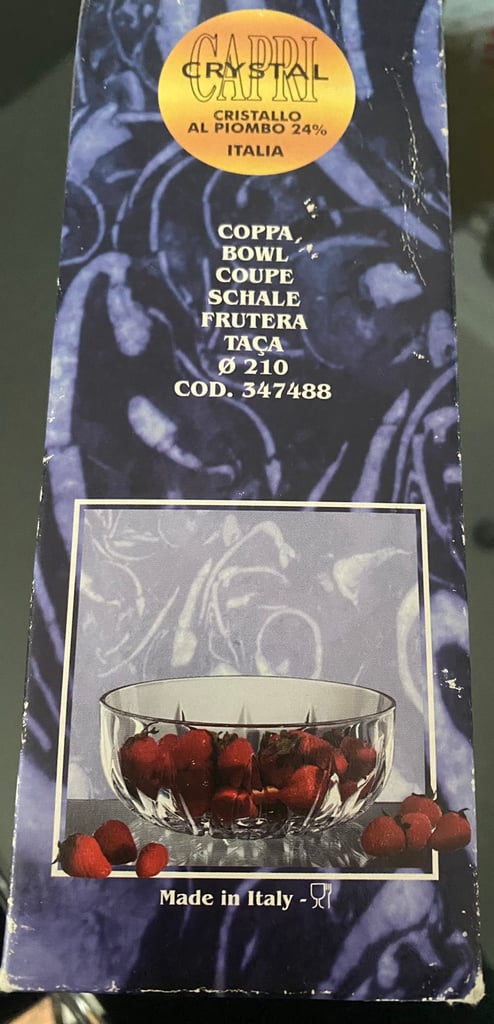 CAPRI
CRYSTAL
CRISTALLO
AL PIOMBO 24%
ITALIA
COPPA
BOWL
COUPE
SCHALE
FRUTERA
TAÇA
Ø 210
COD. 347488
Made in Italy -